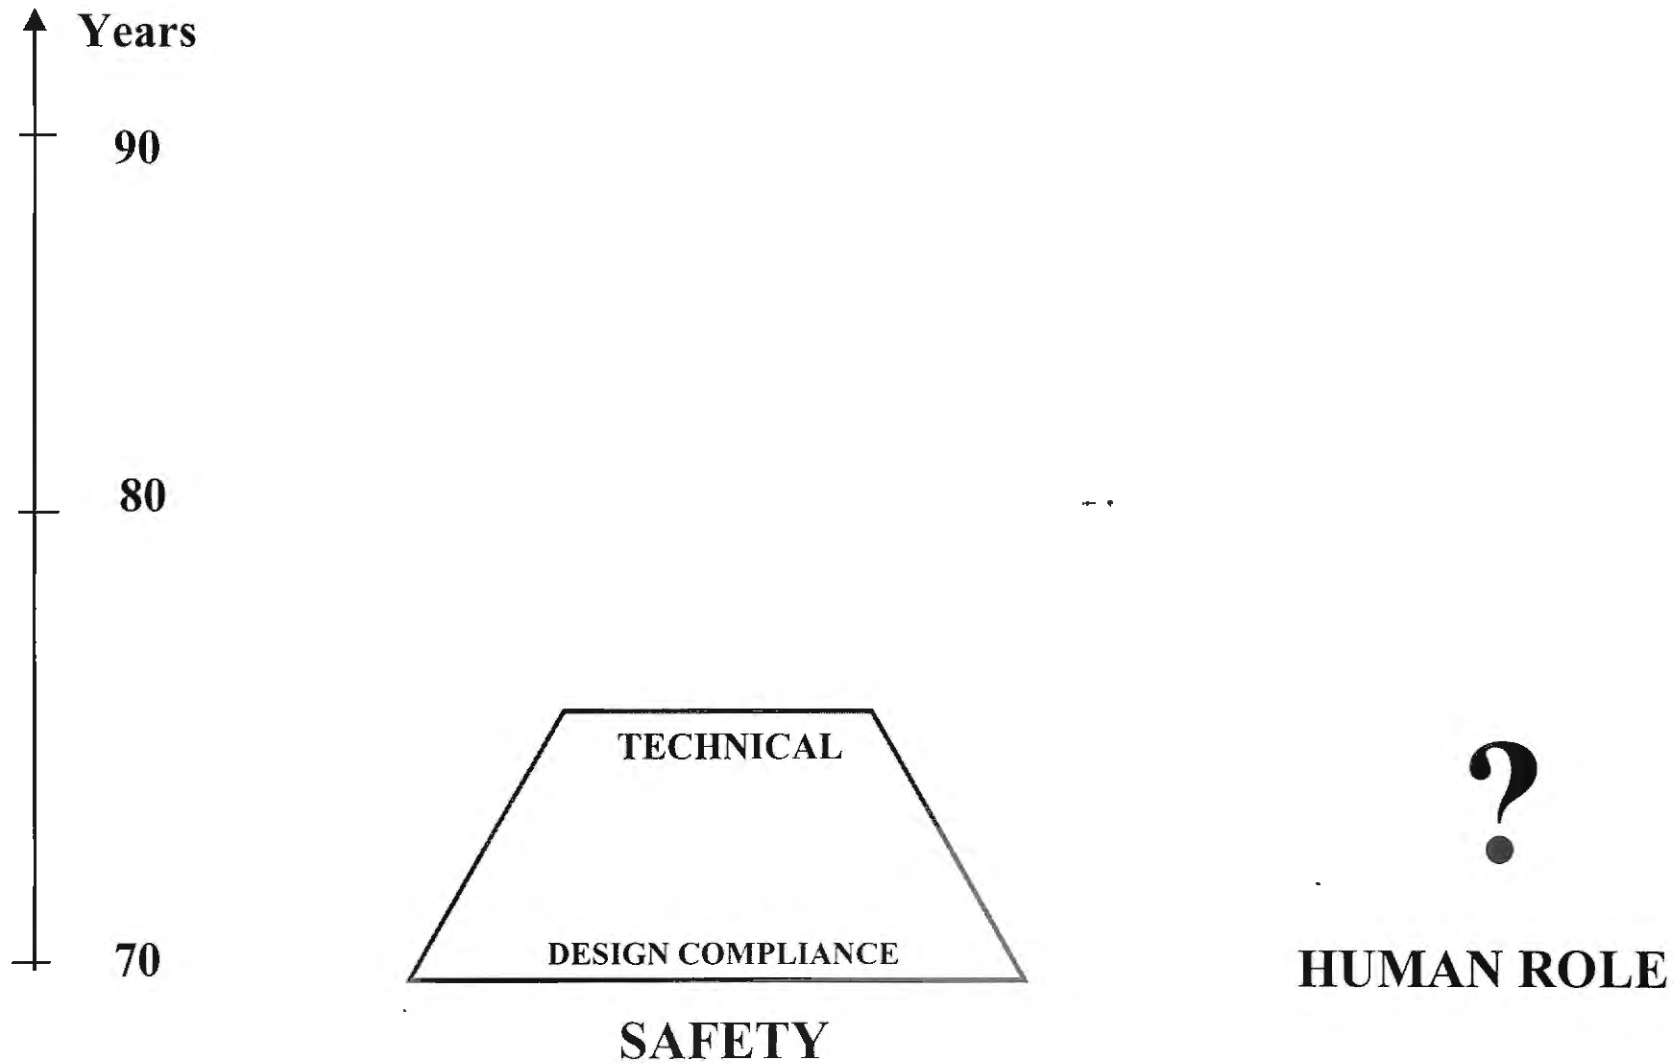 Years
90
80
TECHNICAL
?
DESIGN COMPLIANCE
70
HUMAN ROLE
SAFETY